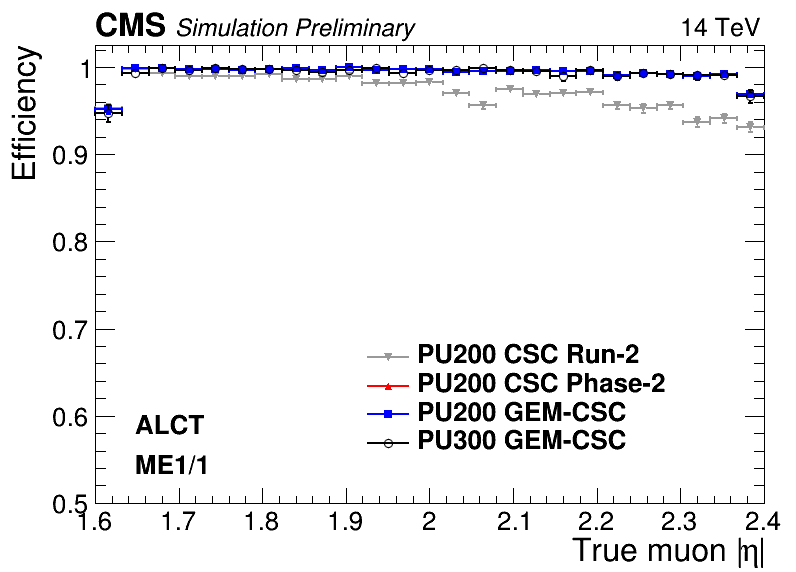 CMS Simulation Preliminary 14 TeV
Efficiency
1
0.9
0.8
0.7
0.6
0.5
PU200 CSC Run-2
PU200 CSC Phase-2
PU200 GEM-CSC
PU300 GEM-CSC
ALCT
ME1/1
1.6 1.7 1.8 1.9 2 2.1 2.2 2.3 2.4
True muon |η|